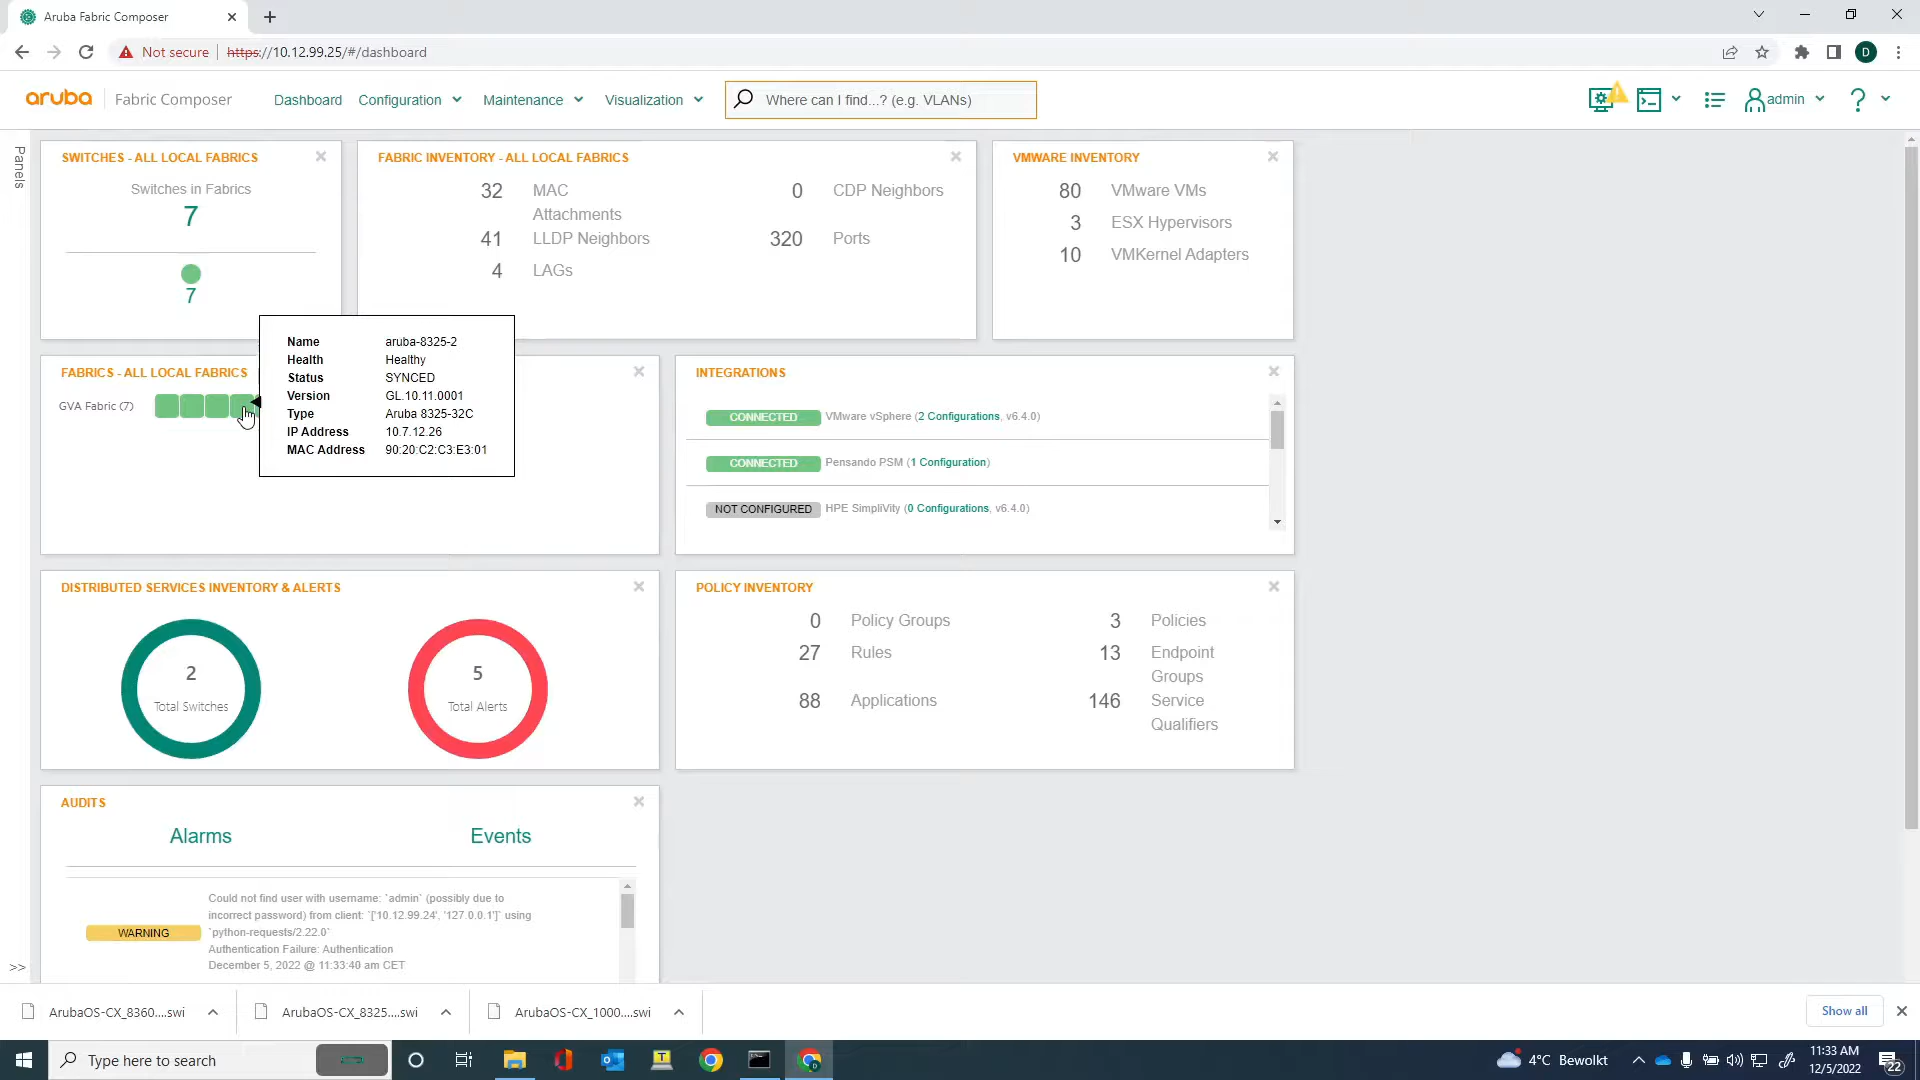 Aruba Fabric Composer
Not secure
https://10.12.99.25/#/dashboard
D
aruba
Fabric Composer
Dashboard
Configuration
Maintenance
Visualization
Where can I find...? (e.g. VLANs)
admin
Panels
SWITCHES - ALL LOCAL FABRICS
Switches in Fabrics
7
7
FABRIC INVENTORY - ALL LOCAL FABRICS
32 MAC Attachments
0 CDP Neighbors
41 LLDP Neighbors
320 Ports
4 LAGs
VMWARE INVENTORY
80 VMware VMs
3 ESX Hypervisors
10 VMKernel Adapters
FABRICS - ALL LOCAL FABRICS
GVA Fabric (7)
Name aruba-8325-2
Health Healthy
Status SYNCED
Version GL.10.11.0001
Type Aruba 8325-32C
IP Address 10.7.12.26
MAC Address 90:20:C2:C3:E3:01
INTEGRATIONS
CONNECTED VMware vSphere (2 Configurations, v6.4.0)
CONNECTED Pensando PSM (1 Configuration)
NOT CONFIGURED HPE SimpliVity (0 Configurations, v6.4.0)
DISTRIBUTED SERVICES INVENTORY & ALERTS
2
Total Switches
5
Total Alerts
POLICY INVENTORY
0 Policy Groups
3 Policies
27 Rules
13 Endpoint Groups
88 Applications
146 Service Qualifiers
AUDITS
Alarms
Events
WARNING
Could not find user with username: `admin` (possibly due to
incorrect password) from client: `['10.12.99.24', '127.0.0.1']` using
`python-requests/2.22.0`
Authentication Failure: Authentication
December 5, 2022 @ 11:33:40 am CET
>>
ArubaOS-CX_8360....swi
ArubaOS-CX_8325....swi
ArubaOS-CX_1000....swi
Show all
Type here to search
4°C Bewolkt
11:33 AM
12/5/2022
22